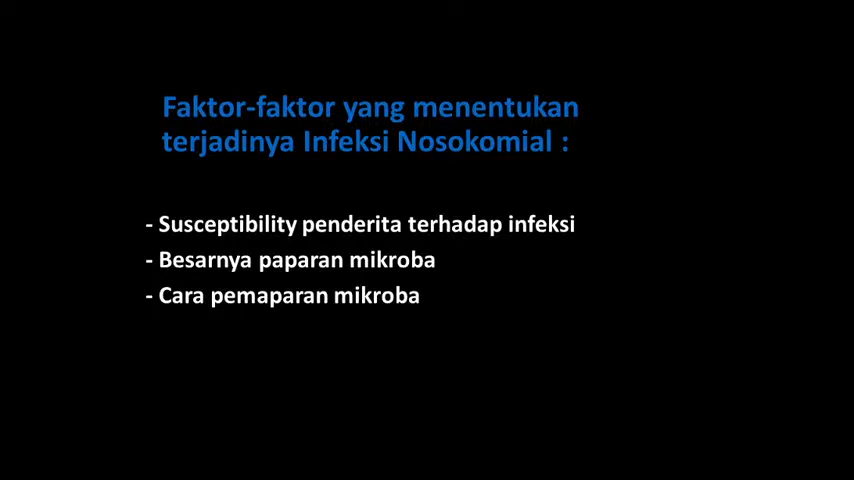 Faktor-faktor yang menentukan
terjadinya Infeksi Nosokomial :
- Susceptibility penderita terhadap infeksi
- Besarnya paparan mikroba
- Cara pemaparan mikroba